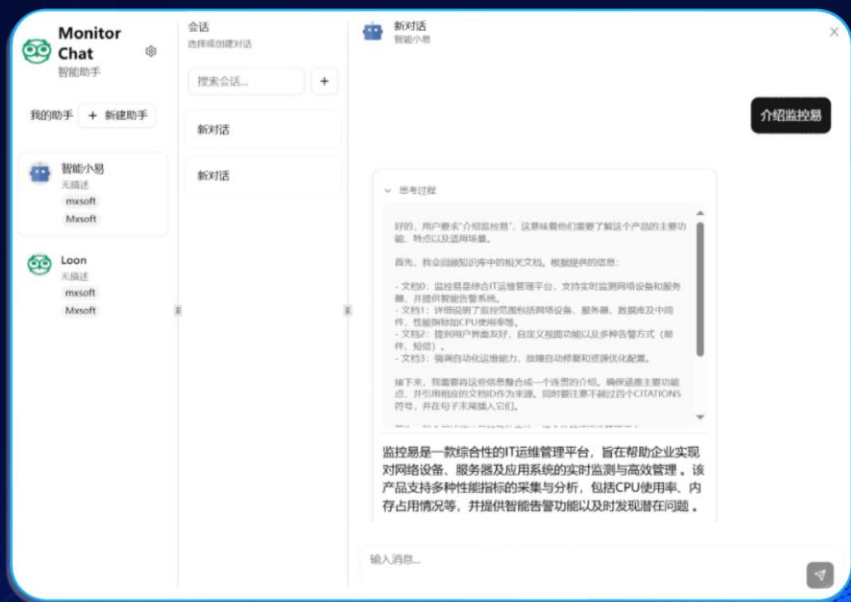 Monitor
Chat
智能助手
我的助手
+ 新建助手
智能小易
无描述
mxsoft
Mxsoft
Loon
无描述
mxsoft
Mxsoft
会话
选择或创建对话
搜索会话...
+
新对话
新对话
新对话
智能小易
介绍监控易
思考过程
好的，用户要求“介绍监控易”，这意味着他们需要了解这个产品的主要功
能、特点以及适用场景。
首先，我会回顾知识库中的相关文档。根据提供的信息：
- 文档0：监控易是综合IT运维管理平台，支持实时监测网络设备和服务
器，并提供智能告警系统。
- 文档1：详细说明了监控范围包括网络设备、服务器、数据库及中间
件，性能指标如CPU使用率等。
- 文档2：提到用户界面友好，自定义视图功能以及多种告警方式（邮
件、短信）。
- 文档3：强调自动化运维能力，故障自动修复和资源优化配置。
接下来，我需要将这些信息整合成一个连贯的介绍。确保涵盖主要功能
点，并引用相应的文档ID作为来源。同时要注意不超过四个CITATIONS
符号，并在句子末尾插入它们。
监控易是一款综合性的IT运维管理平台，旨在帮助企业实现
对网络设备、服务器及应用系统的实时监测与高效管理 。该
产品支持多种性能指标的采集与分析，包括CPU使用率、内
存占用情况等，并提供智能告警功能以及时发现潜在问题 。
输入消息...